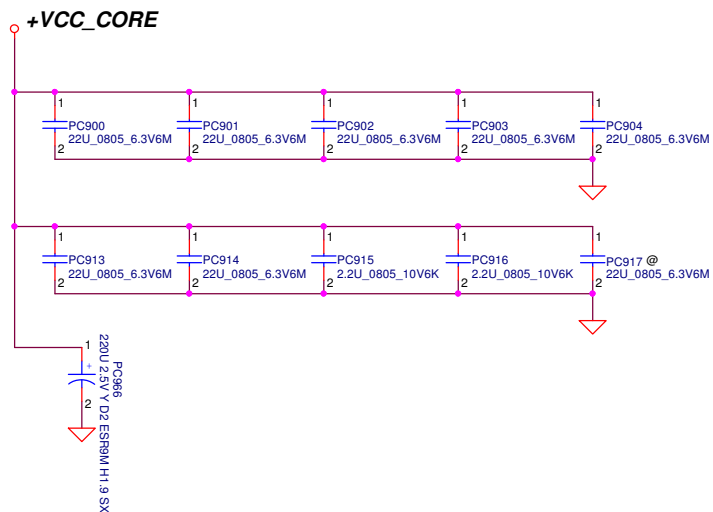 +VCC_CORE
1 1 1 1 1
PC900 PC901 PC902 PC903 PC904
22U_0805_6.3V6M 22U_0805_6.3V6M 22U_0805_6.3V6M 22U_0805_6.3V6M 22U_0805_6.3V6M
2 2 2 2 2
1 1 1 1 1
PC913 PC914 PC915 PC916 PC917 @
22U_0805_6.3V6M 22U_0805_6.3V6M 2.2U_0805_10V6K 2.2U_0805_10V6K 22U_0805_6.3V6M
2 2 2 2 2
1
+
2
PC966
220U 2.5V Y D2 ESR9M H1.9 SX